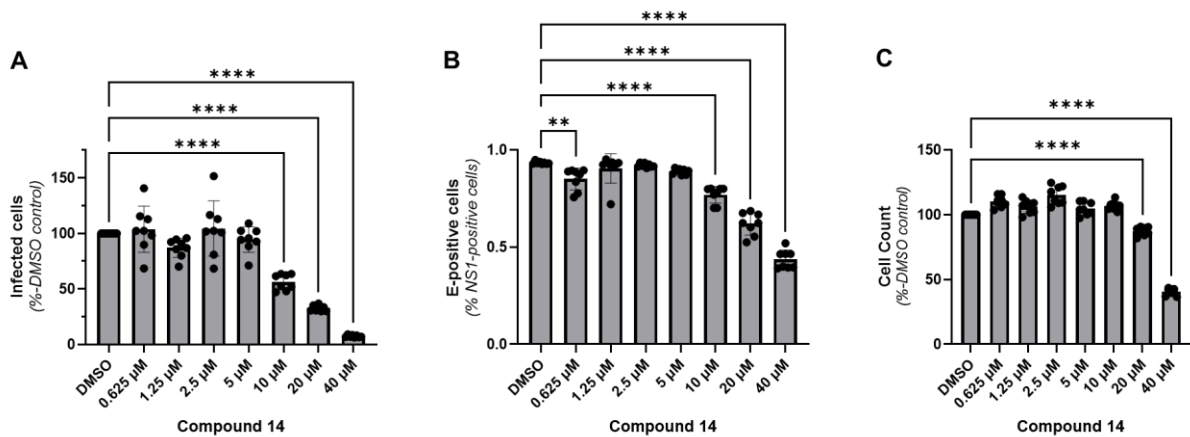 A
****
****
****
150
100
50
0
Infected cells
(%-DMSO control)
DMSO
0.625 µM
1.25 µM
2.5 µM
5 µM
10 µM
20 µM
40 µM
Compound 14
B
****
****
****
**
1.0
0.5
0.0
E-positive cells
(% NS1-positive cells)
DMSO
0.625 µM
1.25 µM
2.5 µM
5 µM
10 µM
20 µM
40 µM
Compound 14
C
****
****
150
100
50
0
Cell Count
(%-DMSO control)
DMSO
0.625 µM
1.25 µM
2.5 µM
5 µM
10 µM
20 µM
40 µM
Compound 14